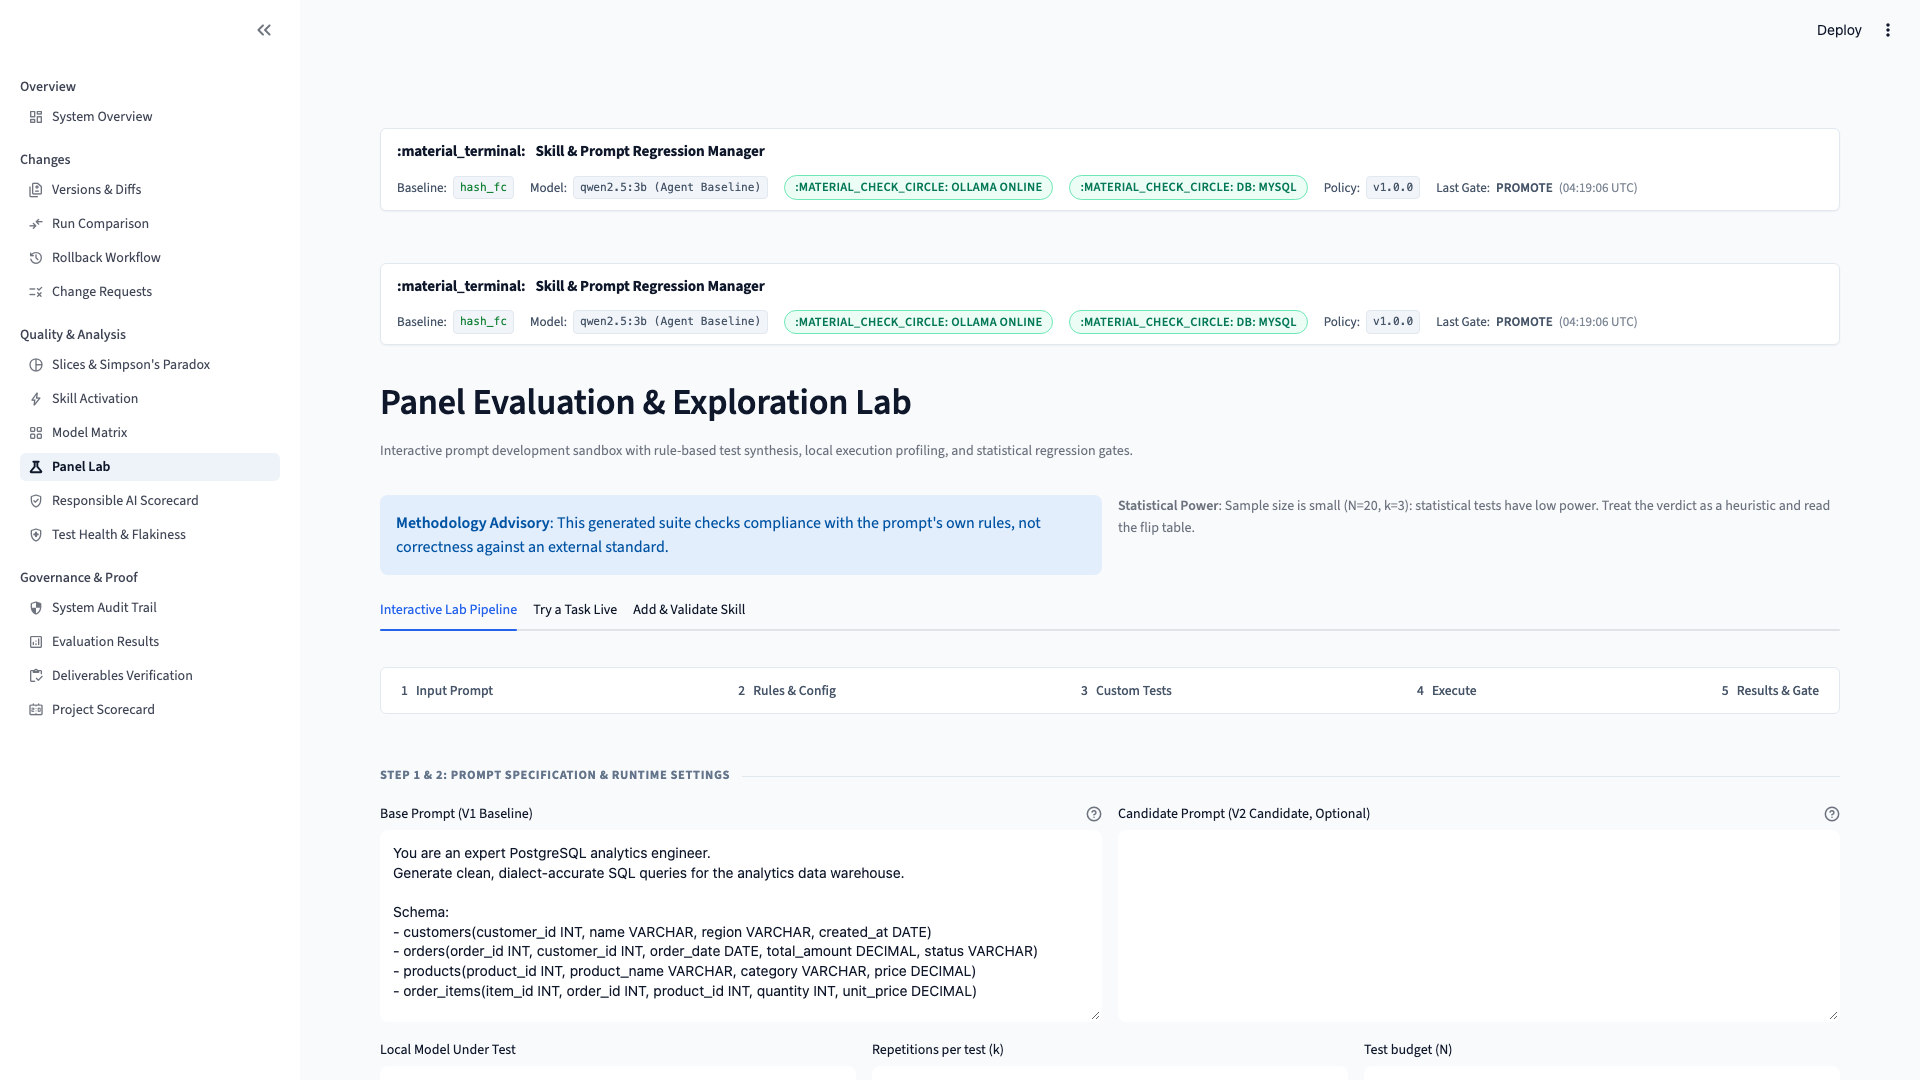 Deploy
Overview
System Overview
Changes
Versions & Diffs
Run Comparison
Rollback Workflow
Change Requests
Quality & Analysis
Slices & Simpson's Paradox
Skill Activation
Model Matrix
Panel Lab
Responsible AI Scorecard
Test Health & Flakiness
Governance & Proof
System Audit Trail
Evaluation Results
Deliverables Verification
Project Scorecard
:material_terminal: Skill & Prompt Regression Manager
Baseline: hash_fc Model: qwen2.5:3b (Agent Baseline) :MATERIAL_CHECK_CIRCLE: OLLAMA ONLINE :MATERIAL_CHECK_CIRCLE: DB: MYSQL Policy: v1.0.0 Last Gate: PROMOTE (04:19:06 UTC)
:material_terminal: Skill & Prompt Regression Manager
Baseline: hash_fc Model: qwen2.5:3b (Agent Baseline) :MATERIAL_CHECK_CIRCLE: OLLAMA ONLINE :MATERIAL_CHECK_CIRCLE: DB: MYSQL Policy: v1.0.0 Last Gate: PROMOTE (04:19:06 UTC)
Panel Evaluation & Exploration Lab
Interactive prompt development sandbox with rule-based test synthesis, local execution profiling, and statistical regression gates.
Methodology Advisory: This generated suite checks compliance with the prompt's own rules, not
correctness against an external standard.
Statistical Power: Sample size is small (N=20, k=3): statistical tests have low power. Treat the verdict as a heuristic and read
the flip table.
Interactive Lab Pipeline Try a Task Live Add & Validate Skill
1 Input Prompt 2 Rules & Config 3 Custom Tests 4 Execute 5 Results & Gate
STEP 1 & 2: PROMPT SPECIFICATION & RUNTIME SETTINGS
Base Prompt (V1 Baseline)
You are an expert PostgreSQL analytics engineer.
Generate clean, dialect-accurate SQL queries for the analytics data warehouse.
Schema:
- customers(customer_id INT, name VARCHAR, region VARCHAR, created_at DATE)
- orders(order_id INT, customer_id INT, order_date DATE, total_amount DECIMAL, status VARCHAR)
- products(product_id INT, product_name VARCHAR, category VARCHAR, price DECIMAL)
- order_items(item_id INT, order_id INT, product_id INT, quantity INT, unit_price DECIMAL)
Candidate Prompt (V2 Candidate, Optional)
Local Model Under Test Repetitions per test (k) Test budget (N)